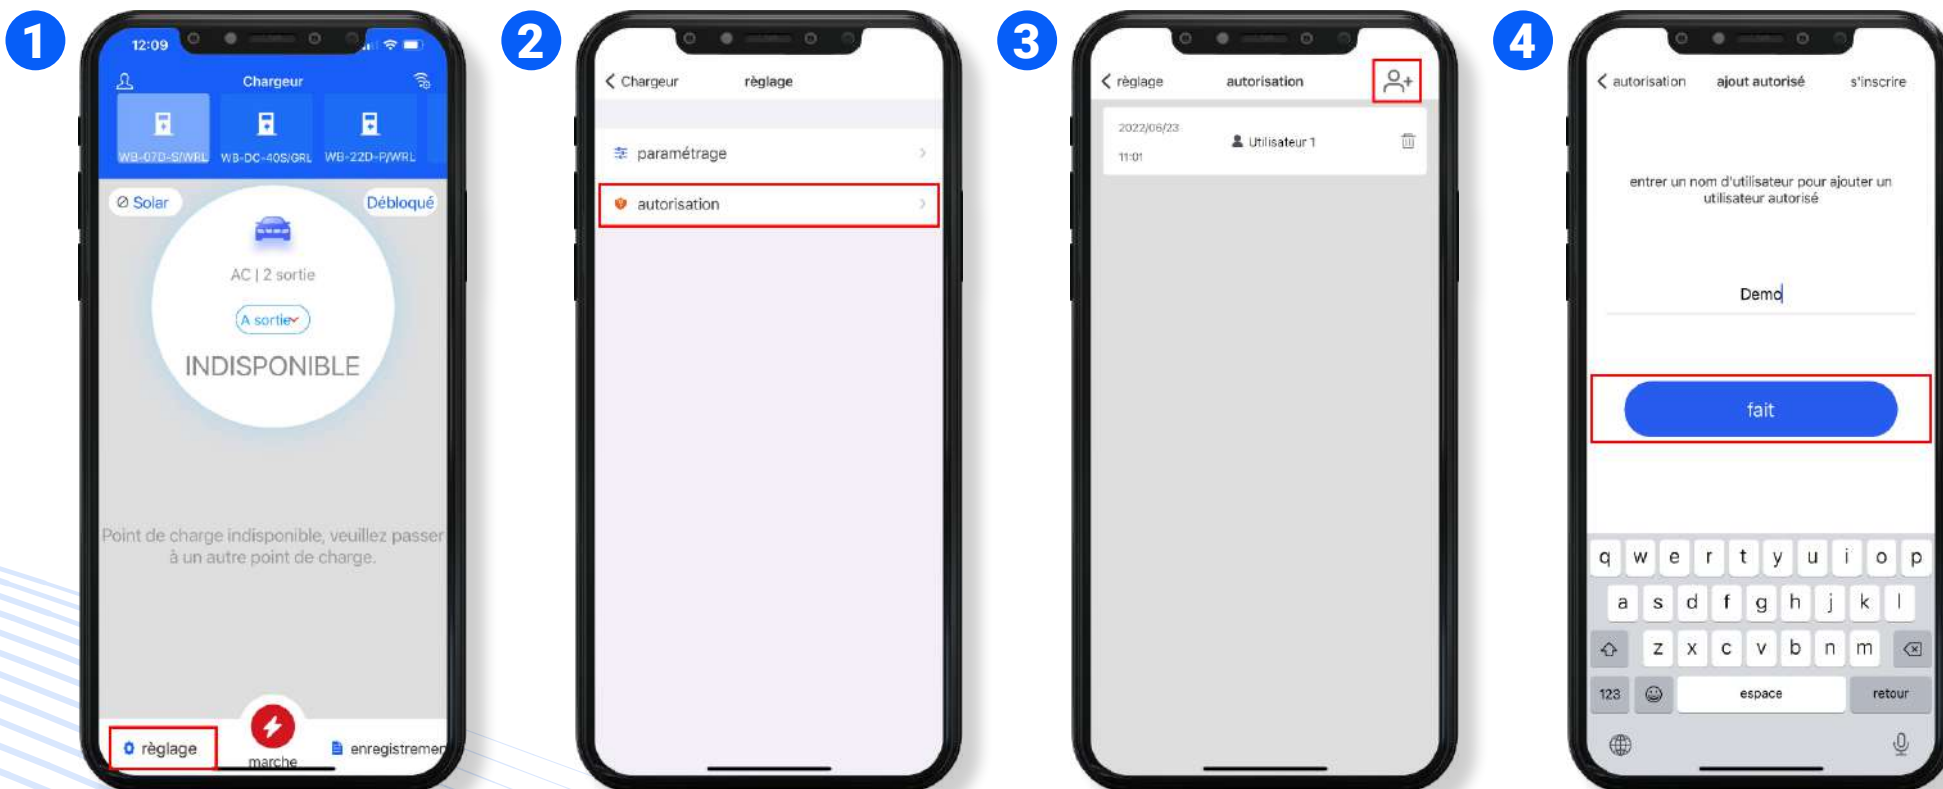 1
12:09
Chargeur
WB-07D-S/WRL
WB-DC-40S/GRL
WB-22D-P/WRL
Solar
Débloqué
AC | 2 sortie
A sortie
INDISPONIBLE
Point de charge indisponible, veuillez passer
à un autre point de charge.
règlage
marche
enregistremen
2
Chargeur
règlage
paramétrage
autorisation
3
règlage
autorisation
2022/06/23
11:01
Utilisateur 1
4
autorisation
ajout autorisé
s'inscrire
entrer un nom d'utilisateur pour ajouter un
utilisateur autorisé
Demo
fait
q w e r t y u i o p
a s d f g h j k l
z x c v b n m
123
espace
retour